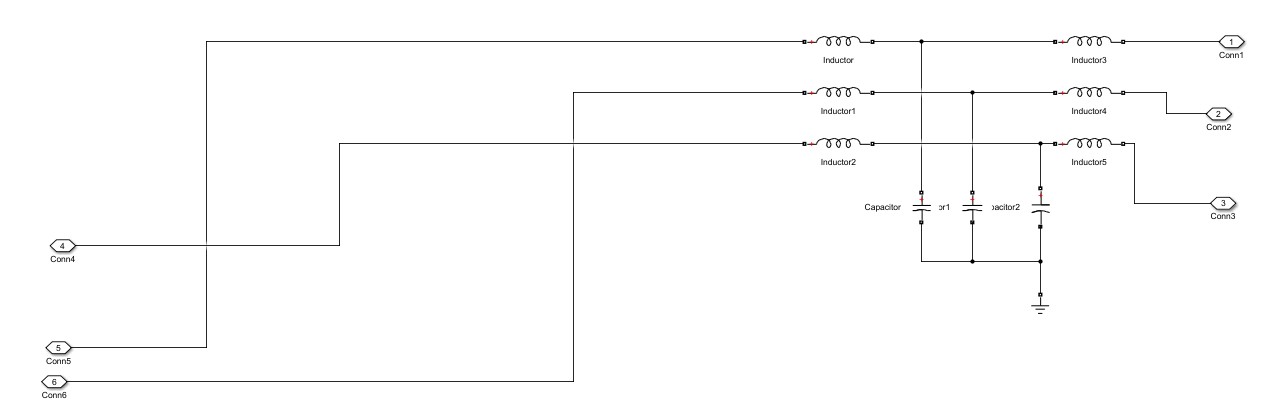 1
Conn1
Inductor
Inductor3
Inductor1
Inductor4
2
Conn2
Inductor2
Inductor5
Capacitor
or1
pacitor2
3
Conn3
4
Conn4
5
Conn5
6
Conn6